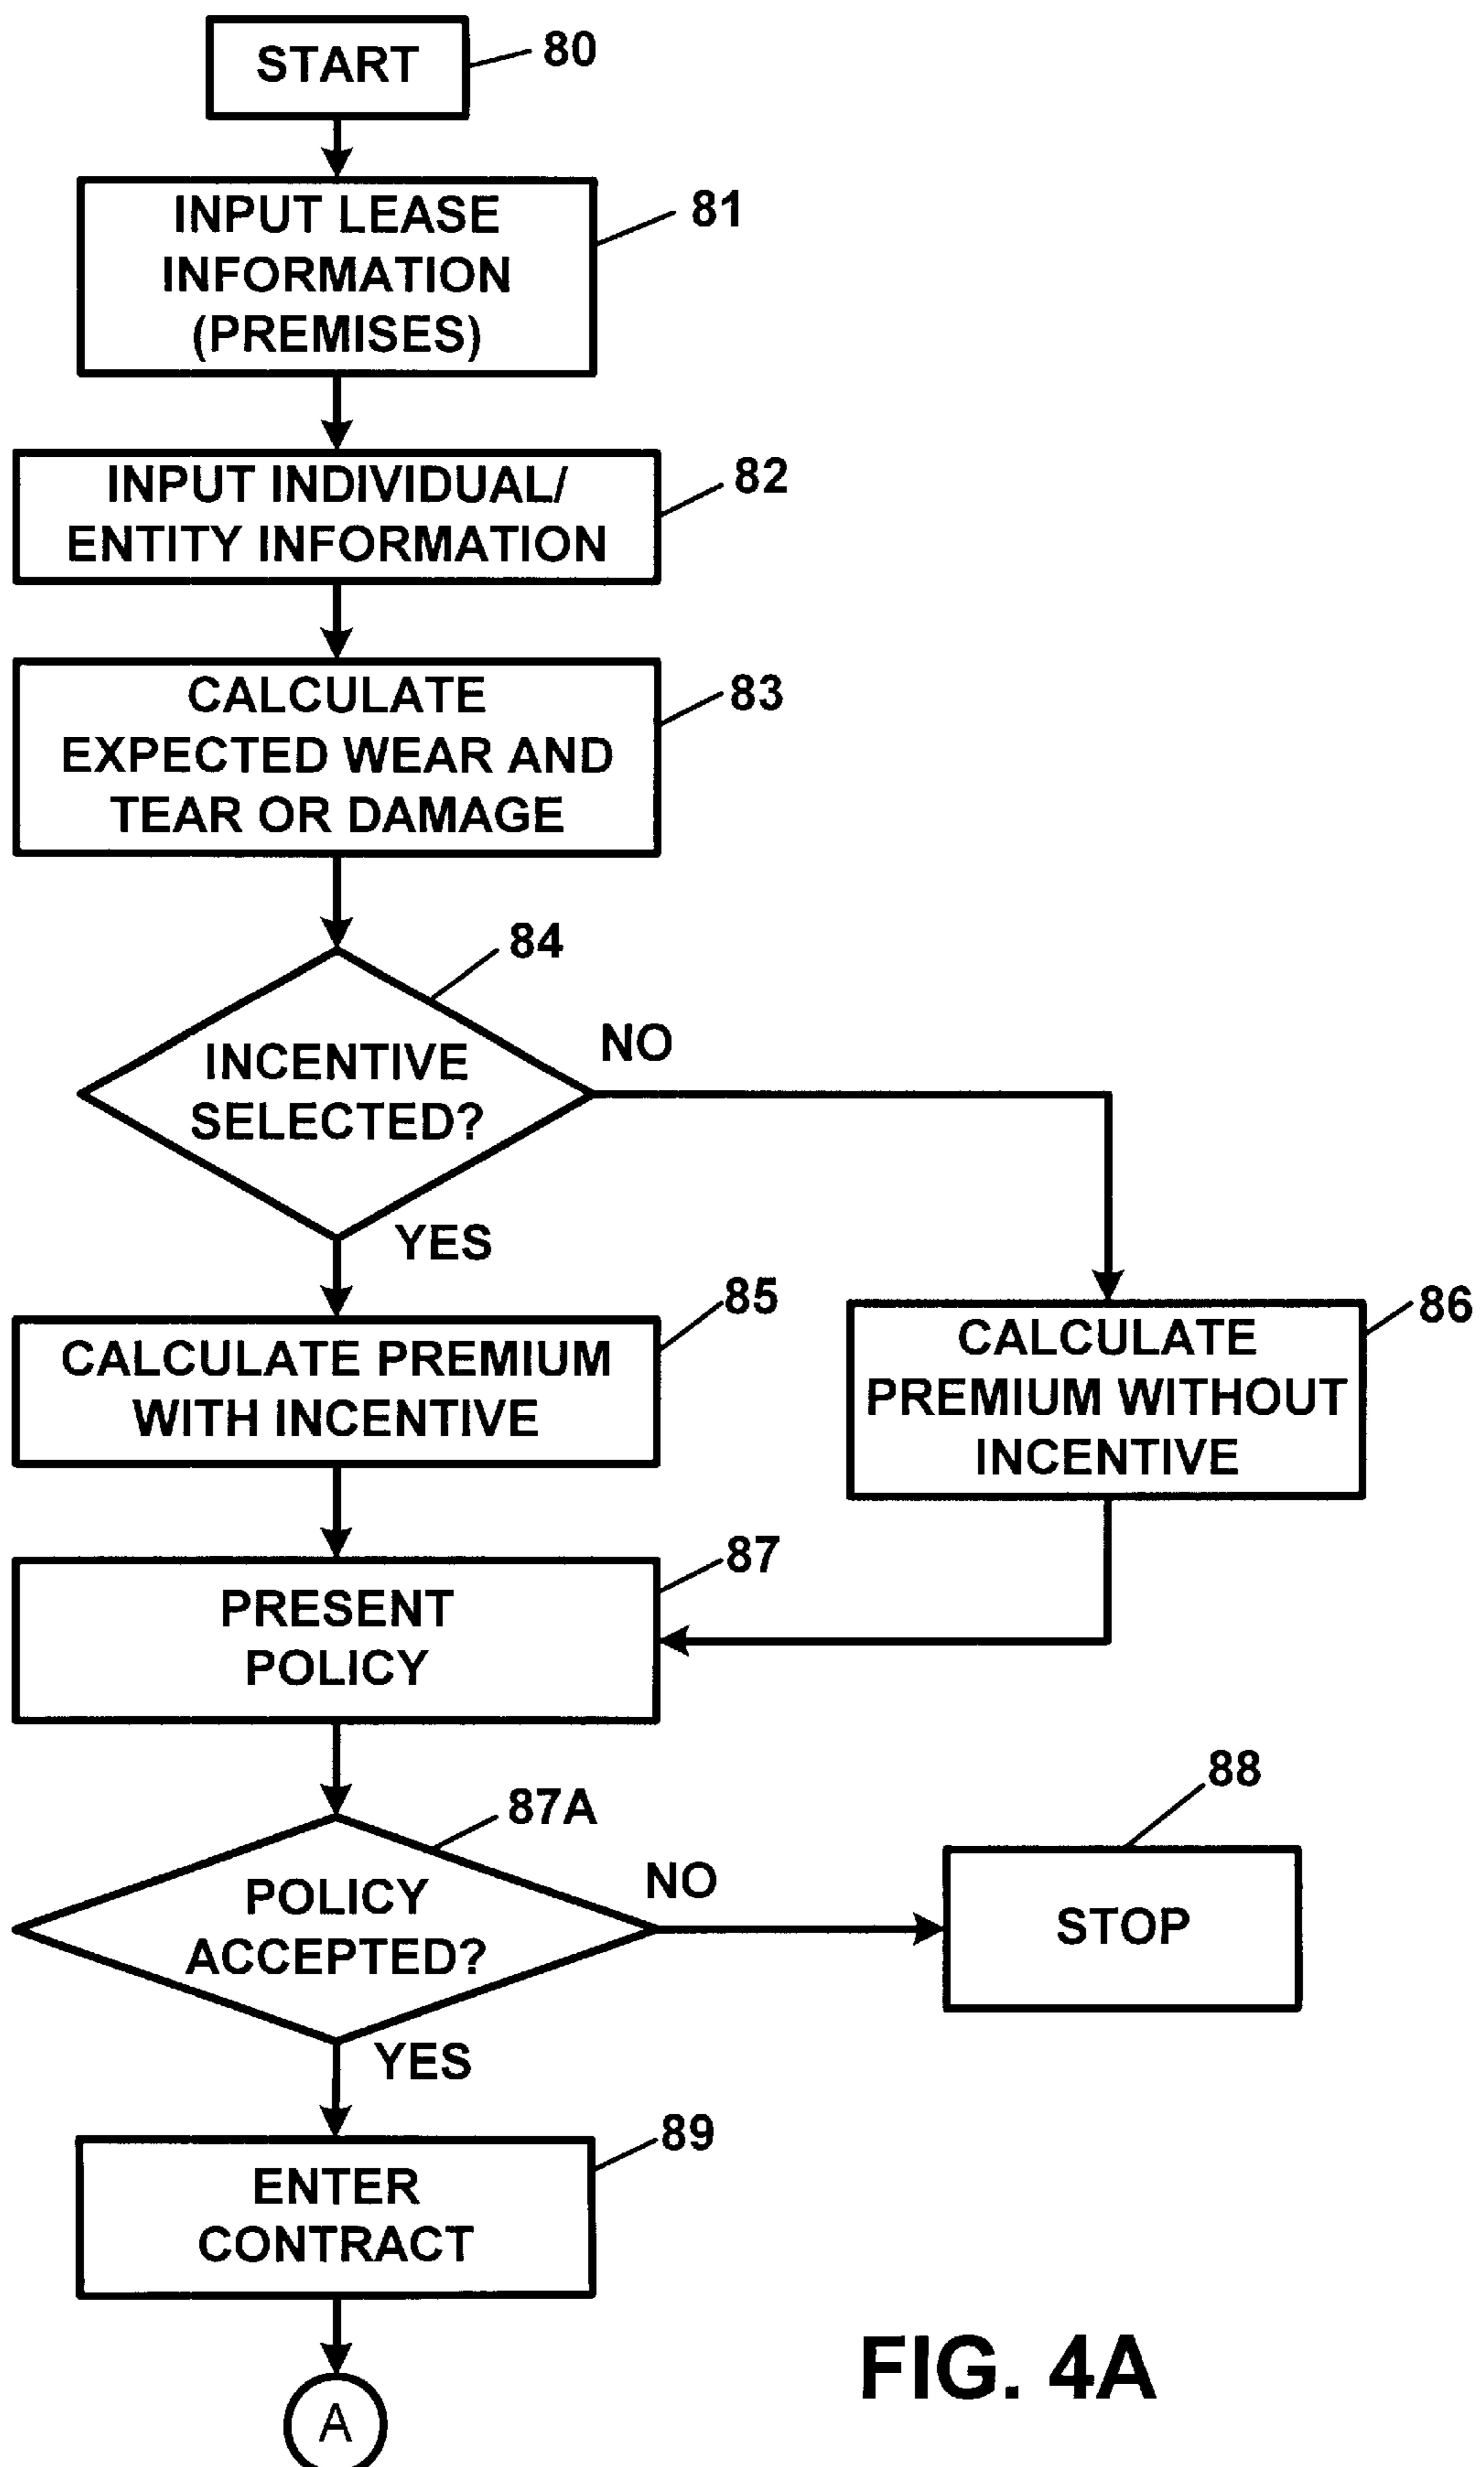 START
80
INPUT LEASE
INFORMATION
(PREMISES)
81
INPUT INDIVIDUAL/
ENTITY INFORMATION
82
CALCULATE
EXPECTED WEAR AND
TEAR OR DAMAGE
83
84
INCENTIVE
SELECTED?
NO
YES
85
CALCULATE PREMIUM
WITH INCENTIVE
86
CALCULATE
PREMIUM WITHOUT
INCENTIVE
87
PRESENT
POLICY
87A
POLICY
ACCEPTED?
NO
88
STOP
YES
89
ENTER
CONTRACT
A
FIG. 4A